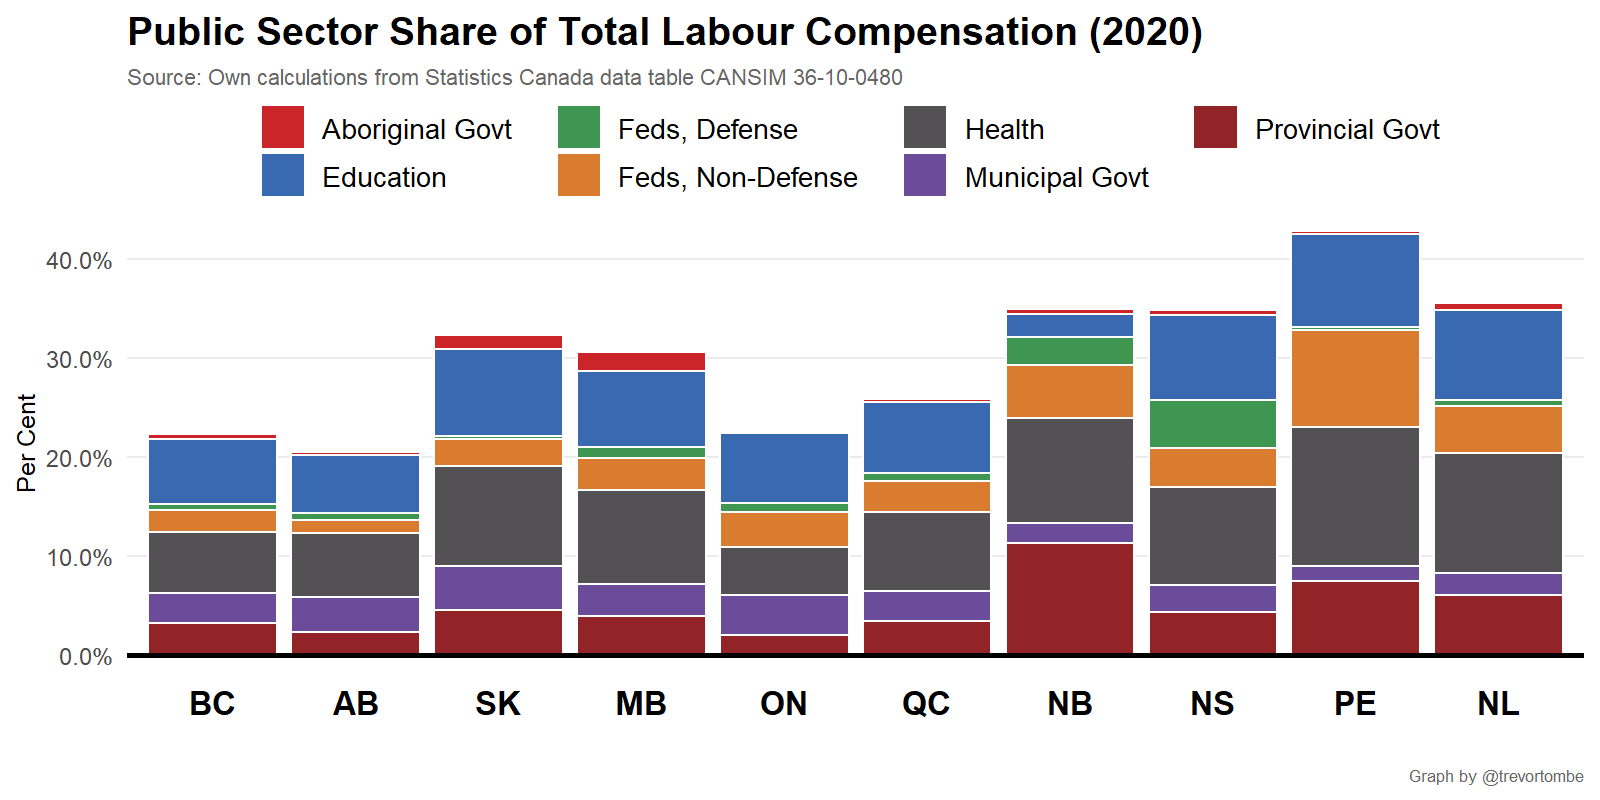 Public Sector Share of Total Labour Compensation (2020)
Source: Own calculations from Statistics Canada data table CANSIM 36-10-0480
Aboriginal Govt
Feds, Defense
Health
Provincial Govt
Education
Feds, Non-Defense
Municipal Govt
Per Cent
40.0%
30.0%
20.0%
10.0%
0.0%
BC AB SK MB ON QC NB NS PE NL
Graph by @trevortombe